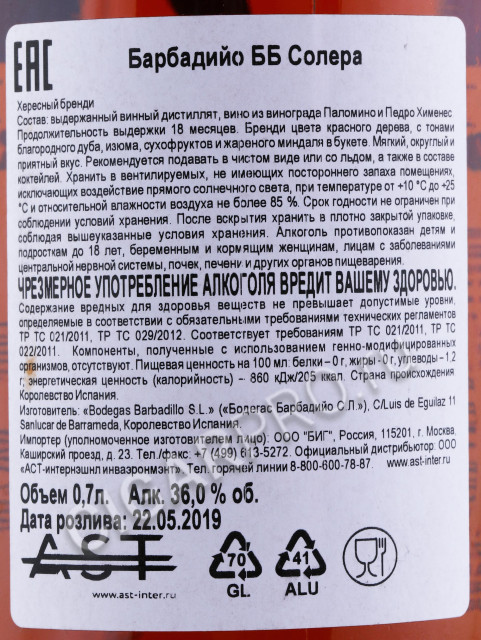 EAC
Барбадийо ББ Солера
Хересный бренди
Состав: выдержанный винный дистиллят, вино из винограда Паломино и Педро Хименес
Продолжительность выдержки 18 месяцев. Бренди цвета красного дерева, с тонами
благородного дуба, изюма, сухофруктов и жареного миндаля в букете. Мягкий, округлый и
приятный вкус. Рекомендуется подавать в чистом виде или со льдом, а также в составе
коктейлей. Хранить в вентилируемых, не имеющих постороннего запаха помещениях,
исключающих воздействие прямого солнечного света, при температуре от +10 °С до +25
°С и относительной влажности воздуха не более 85 %. Срок годности не ограничен при
соблюдении условий хранения. После вскрытия хранить в плотно закрытой упаковке,
соблюдая вышеуказанные условия хранения. Алкоголь противопоказан детям и
подросткам до 18 лет, беременным и кормящим женщинам, лицам с заболеваниями
центральной нервной системы, почек, печени и других органов пищеварения.
ЧРЕЗМЕРНОЕ УПОТРЕБЛЕНИЕ АЛКОГОЛЯ ВРЕДИТ ВАШЕМУ ЗДОРОВЬЮ.
Содержание вредных для здоровья веществ не превышает допустимые уровни,
определяемые в соответствии с обязательными требованиями технических регламентов
ТР ТС 021/2011, ТР ТС 029/2012. Соответствует требованиям ТР ТС 021/2011, ТР ТС
022/2011. Компоненты, полученные с использованием генно-модифицированных
организмов, отсутствуют. Пищевая ценность на 100 мл: белки – 0 г, жиры - 0 г, углеводы – 1,2
г; энергетическая ценность (калорийность) – 860 кДж/205 ккал. Страна происхождения
Королевство Испания.
Изготовитель: «Bodegas Barbadillo S.L.» («Бодегас Барбадийо С.Л.»), C/Luis de Eguilaz 11
Sanlucar de Barrameda, Королевство Испания.
Импортер (уполномоченное изготовителем лицо): ООО "БИГ", Россия, 115201, г. Москва,
Каширский проезд, д. 23. Тел./факс: +7 (499) 613-5272. Официальный дистрибьютор: ООО
«АСТ-интернэшнл инваэронмэнт». Тел. горячей линии 8-800-600-78-87. www.ast-inter.ru
Объем 0,7л. Алк. 36,0 % об.
Дата розлива: 22.05.2019
AST
www.ast-inter.ru
70
GL.
41
ALU